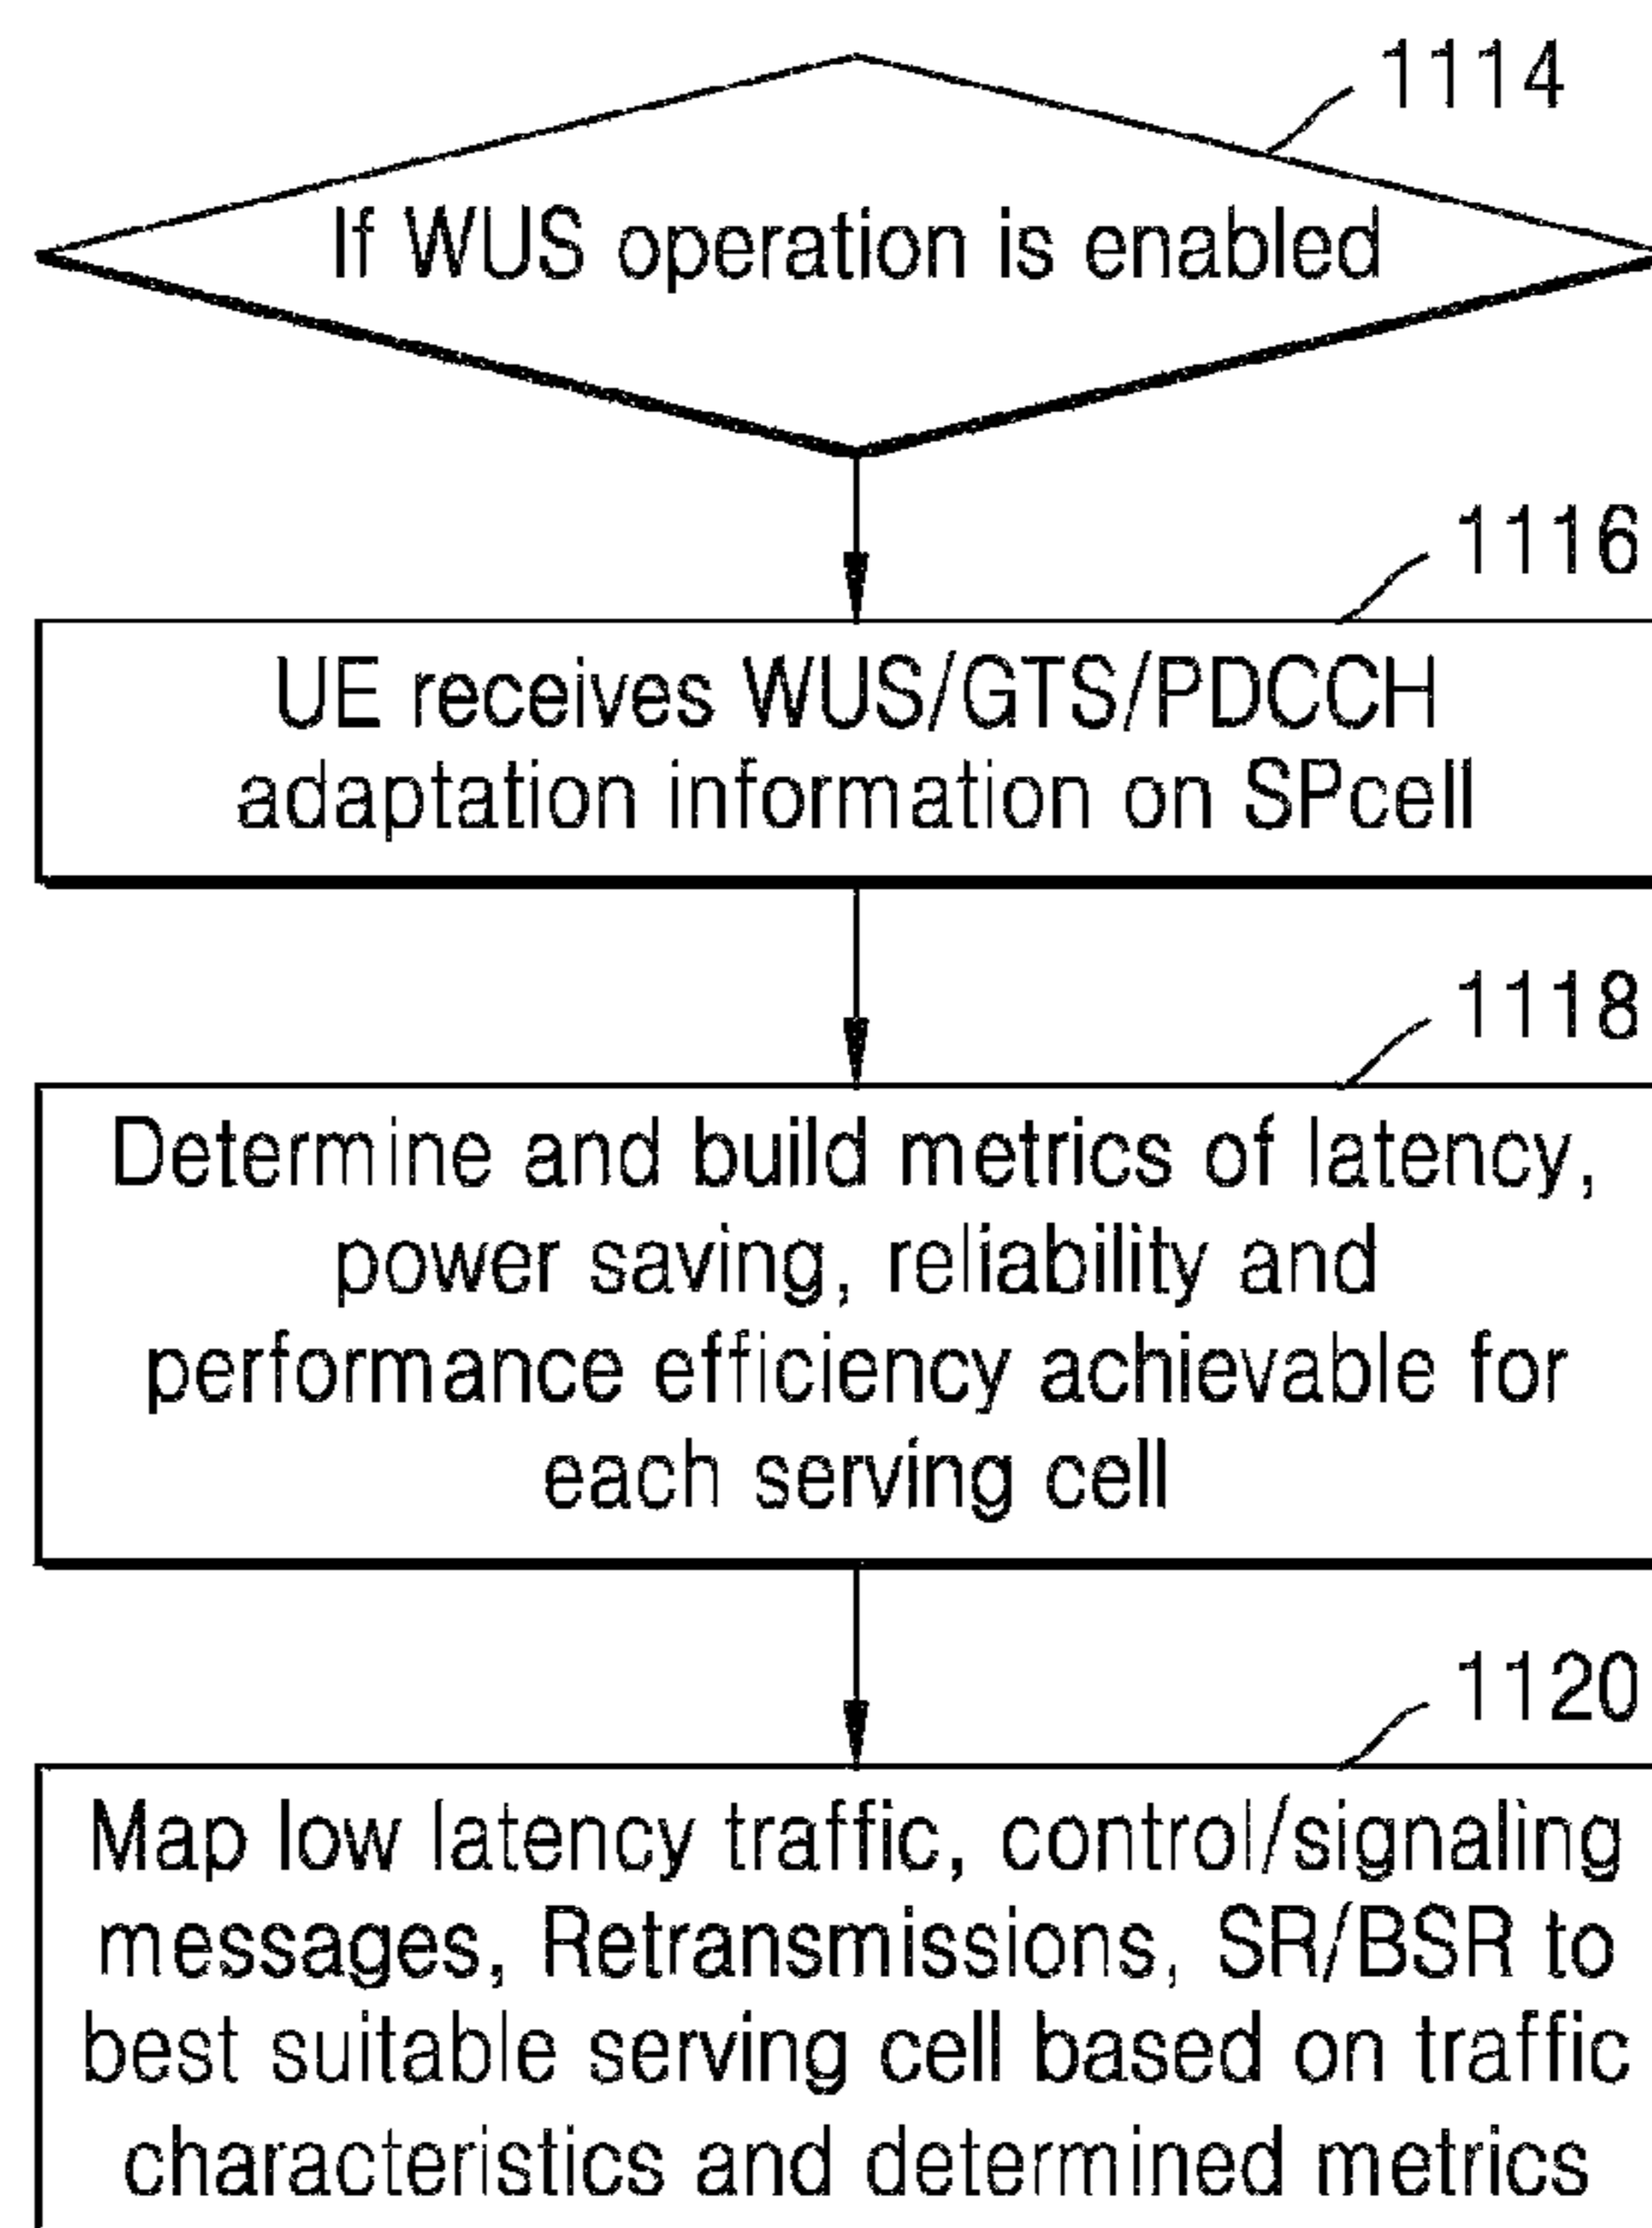 1114
If WUS operation is enabled
1116
UE receives WUS/GTS/PDCCH
adaptation information on SPcell
1118
Determine and build metrics of latency,
power saving, reliability and
performance efficiency achievable for
each serving cell
1120
Map low latency traffic, control/signaling
messages, Retransmissions, SR/BSR to
best suitable serving cell based on traffic
characteristics and determined metrics